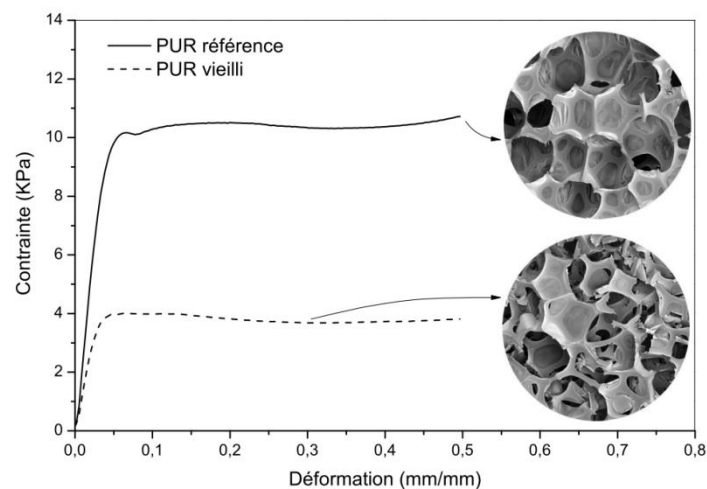 14
12
10
8
6
4
2
0
Contrainte (KPa)
PUR référence
PUR vieilli
0,0 0,1 0,2 0,3 0,4 0,5 0,6 0,7 0,8
Déformation (mm/mm)